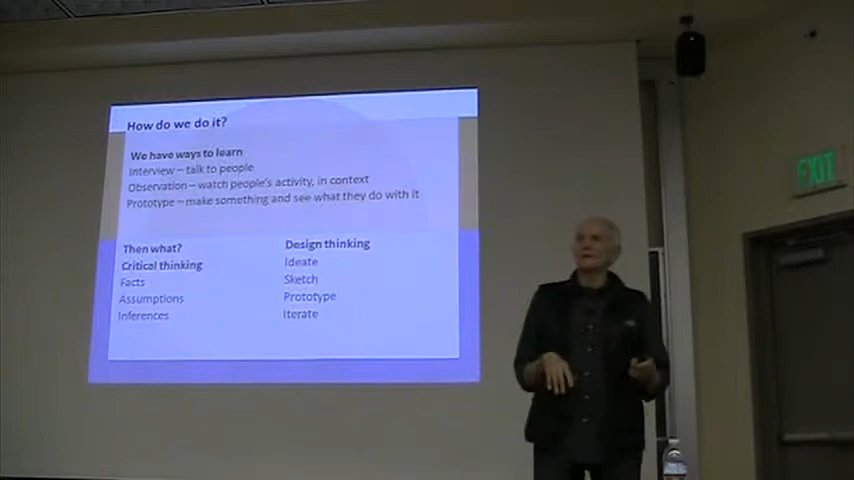 How do we do it?
We have ways to learn
Interview – talk to people
Observation – watch people's activity, in context
Prototype – make something and see what they do with it
Then what?
Critical thinking
Facts
Assumptions
Inferences
Design thinking
Ideate
Sketch
Prototype
Iterate
EXIT